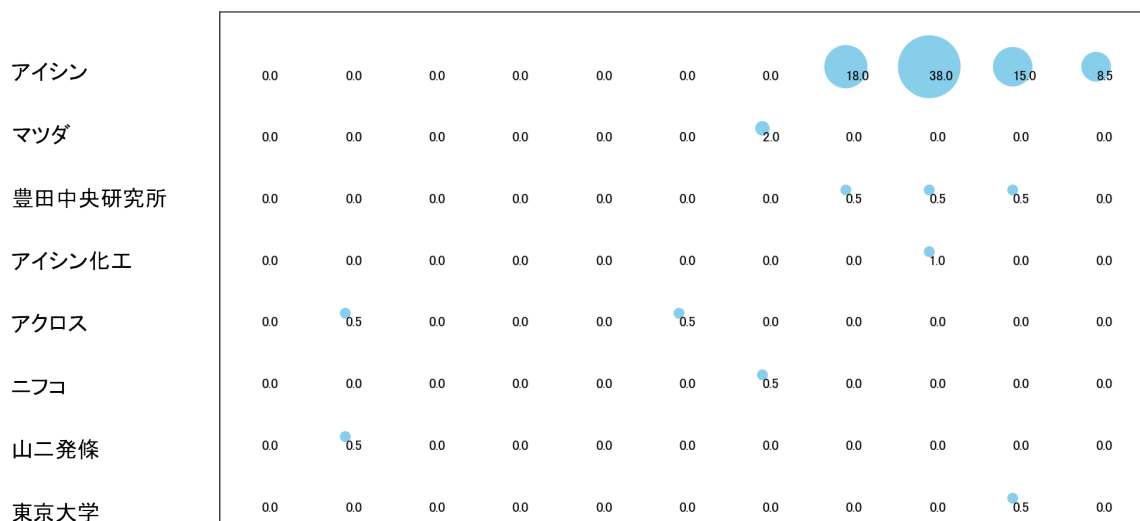 アイシン 0.0 0.0 0.0 0.0 0.0 0.0 0.0 18.0 38.0 15.0 8.5
マツダ 0.0 0.0 0.0 0.0 0.0 0.0 2.0 0.0 0.0 0.0 0.0
豊田中央研究所 0.0 0.0 0.0 0.0 0.0 0.0 0.0 0.5 0.5 0.5 0.0
アイシン化工 0.0 0.0 0.0 0.0 0.0 0.0 0.0 0.0 1.0 0.0 0.0
アクロス 0.0 0.5 0.0 0.0 0.0 0.5 0.0 0.0 0.0 0.0 0.0
ニフコ 0.0 0.0 0.0 0.0 0.0 0.0 0.5 0.0 0.0 0.0 0.0
山二発條 0.0 0.5 0.0 0.0 0.0 0.0 0.0 0.0 0.0 0.0 0.0
東京大学 0.0 0.0 0.0 0.0 0.0 0.0 0.0 0.0 0.0 0.5 0.0